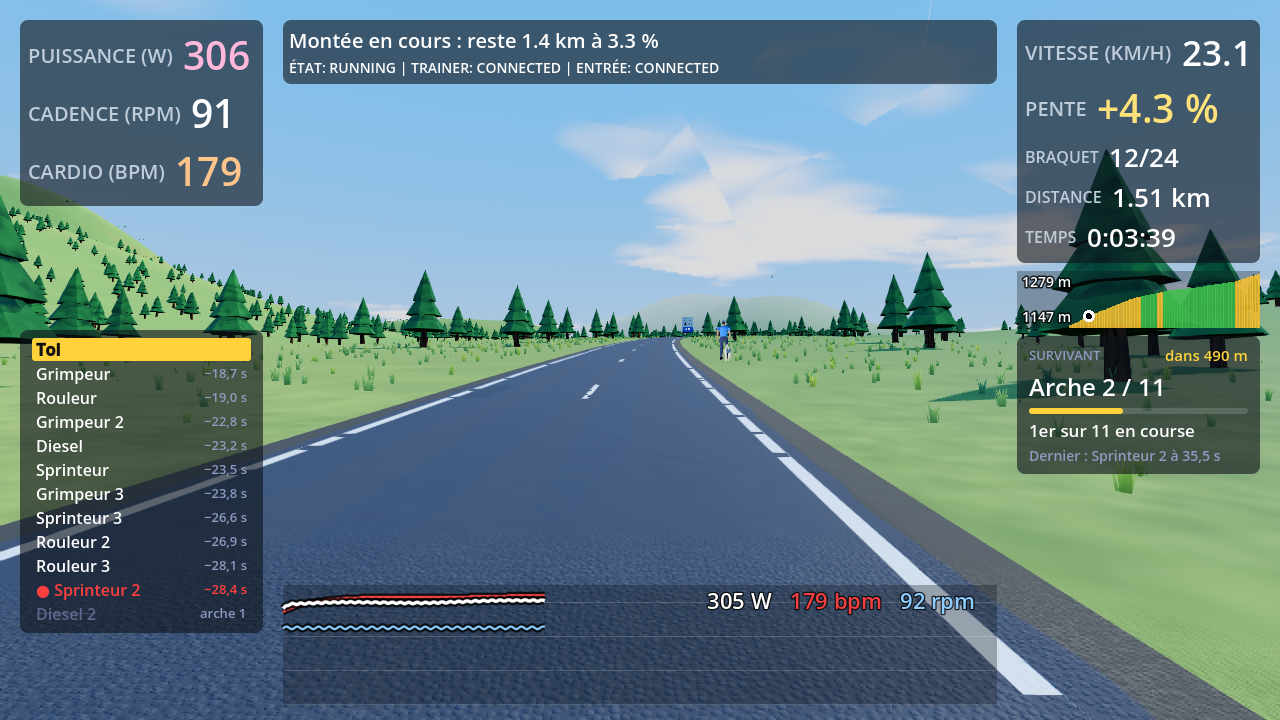 PUISSANCE (W) 306
CADENCE (RPM) 91
CARDIO (BPM) 179
Montée en cours : reste 1.4 km à 3.3 %
ÉTAT: RUNNING | TRAINER: CONNECTED | ENTRÉE: CONNECTED
VITESSE (KM/H) 23.1
PENTE +4.3 %
BRAQUET 12/24
DISTANCE 1.51 km
TEMPS 0:03:39
1279 m
1147 m
SURVIVANT dans 490 m
Arche 2 / 11
1er sur 11 en course
Dernier : Sprinteur 2 à 35,5 s
Toi
Grimpeur −18,7 s
Rouleur −19,0 s
Grimpeur 2 −22,8 s
Diesel −23,2 s
Sprinteur −23,5 s
Grimpeur 3 −23,8 s
Sprinteur 3 −26,6 s
Rouleur 2 −26,9 s
Rouleur 3 −28,1 s
Sprinteur 2 −28,4 s
Diesel 2 arche 1
305 W 179 bpm 92 rpm